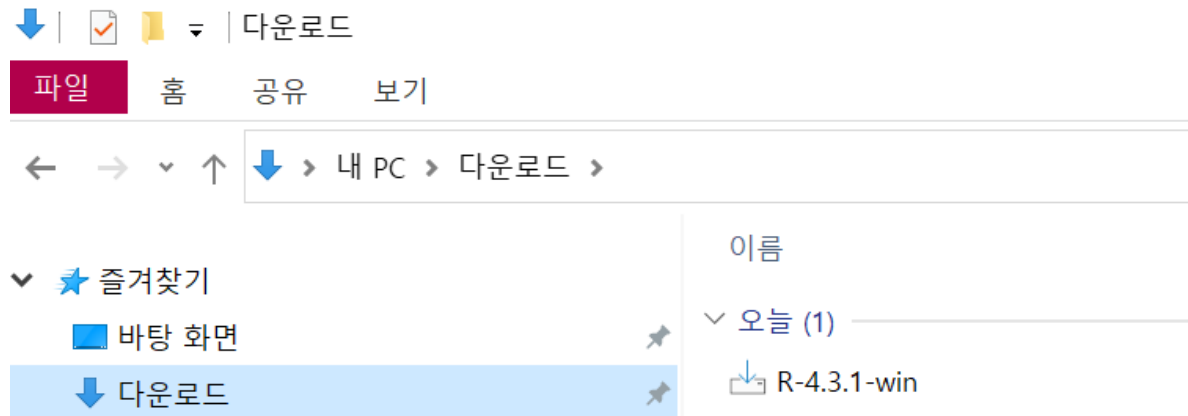 다운로드
파일 홈 공유 보기
내 PC 다운로드
이름
즐겨찾기
오늘 (1)
바탕 화면
R-4.3.1-win
다운로드